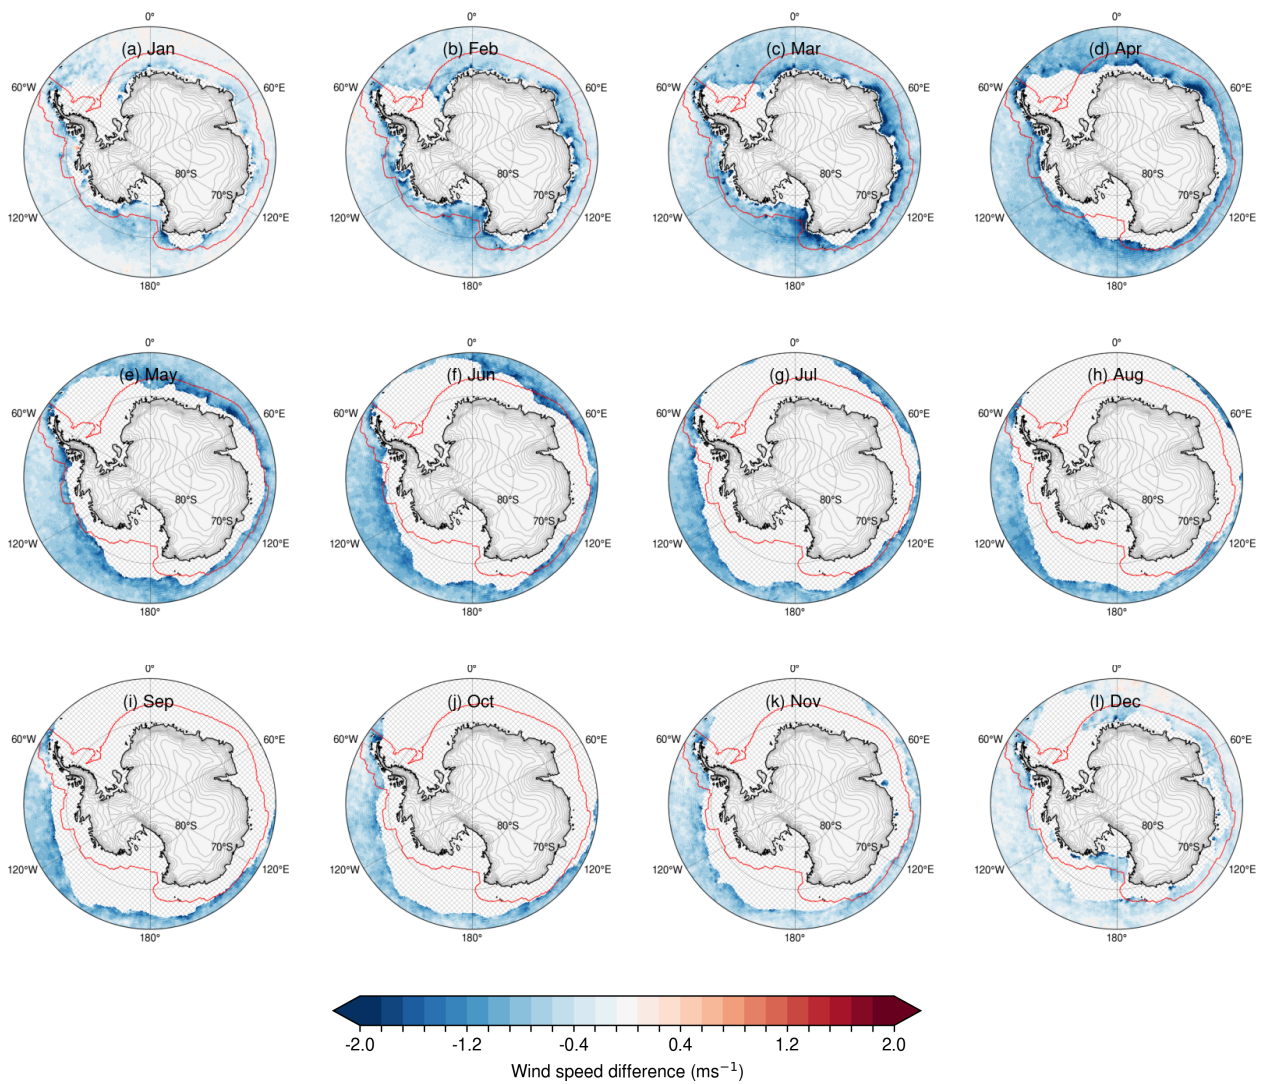 0° 0° 0° 0°
(a) Jan (b) Feb (c) Mar (d) Apr
60°W 60°E 60°W 60°E 60°W 60°E 60°W 60°E
80°S 80°S 80°S 80°S
70°S 70°S 70°S 70°S
120°W 120°E 120°W 120°E 120°W 120°E 120°W 120°E
180° 180° 180° 180°
0° 0° 0° 0°
(e) May (f) Jun (g) Jul (h) Aug
60°W 60°E 60°W 60°E 60°W 60°E 60°W 60°E
80°S 80°S 80°S 80°S
70°S 70°S 70°S 70°S
120°W 120°E 120°W 120°E 120°W 120°E 120°W 120°E
180° 180° 180° 180°
0° 0° 0° 0°
(i) Sep (j) Oct (k) Nov (l) Dec
60°W 60°E 60°W 60°E 60°W 60°E 60°W 60°E
80°S 80°S 80°S 80°S
70°S 70°S 70°S 70°S
120°W 120°E 120°W 120°E 120°W 120°E 120°W 120°E
180° 180° 180° 180°
-2.0 -1.2 -0.4 0.4 1.2 2.0
Wind speed difference (ms⁻¹)